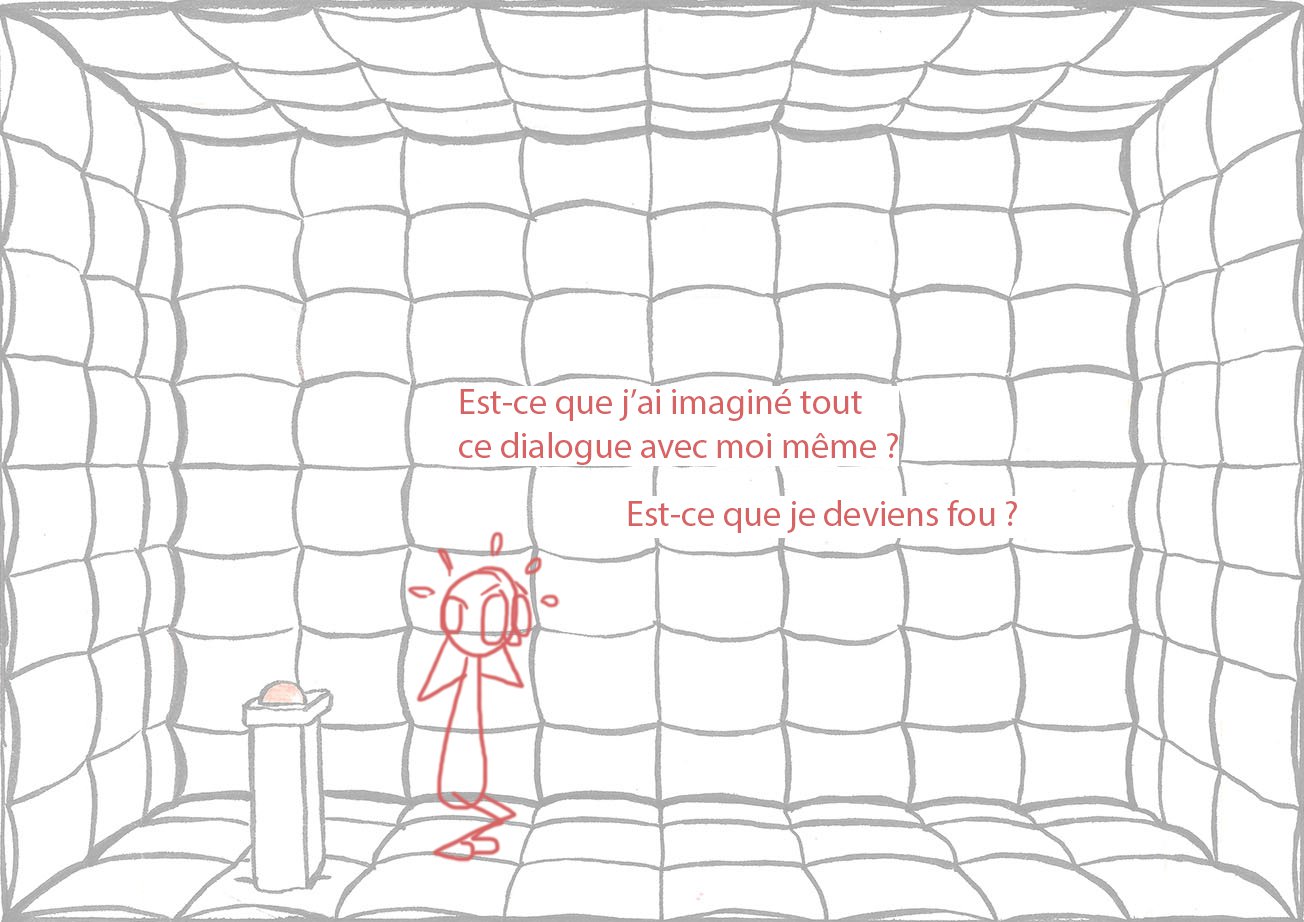 Est-ce que j’ai imaginé tout
ce dialogue avec moi même ?
Est-ce que je deviens fou ?